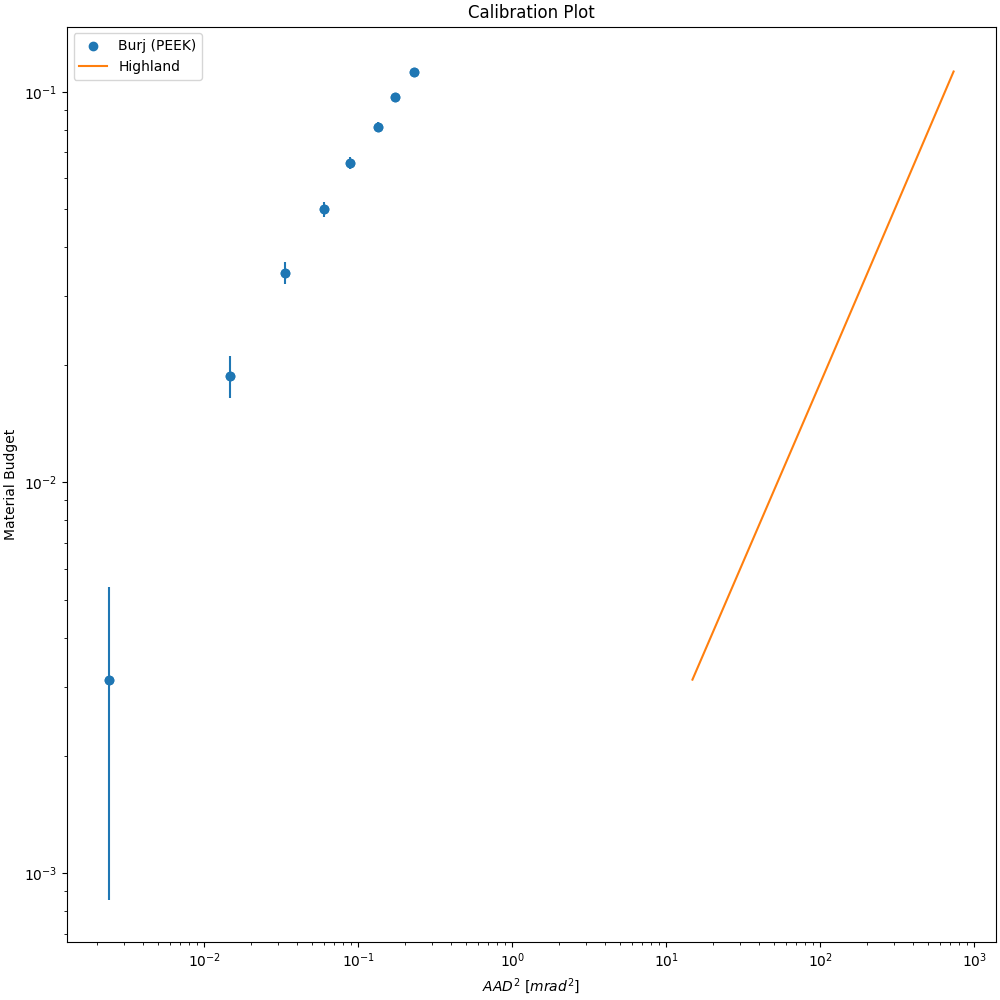 Calibration Plot
Burj (PEEK)
Highland
Material Budget
10⁻¹
10⁻²
10⁻³
10⁻²
10⁻¹
10⁰
10¹
10²
10³
AAD² [mrad²]